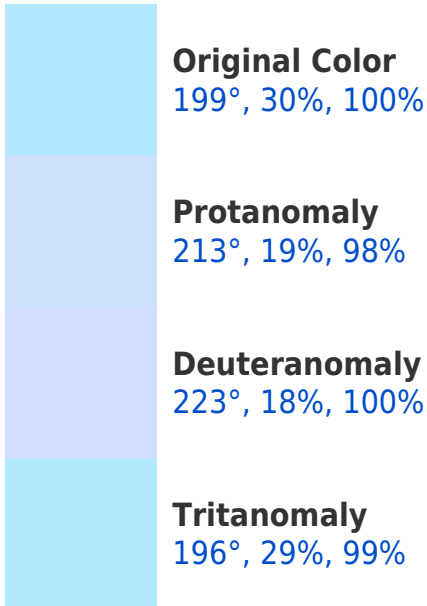 Original Color
199°, 30%, 100%
Protanomaly
213°, 19%, 98%
Deuteranomaly
223°, 18%, 100%
Tritanomaly
196°, 29%, 99%